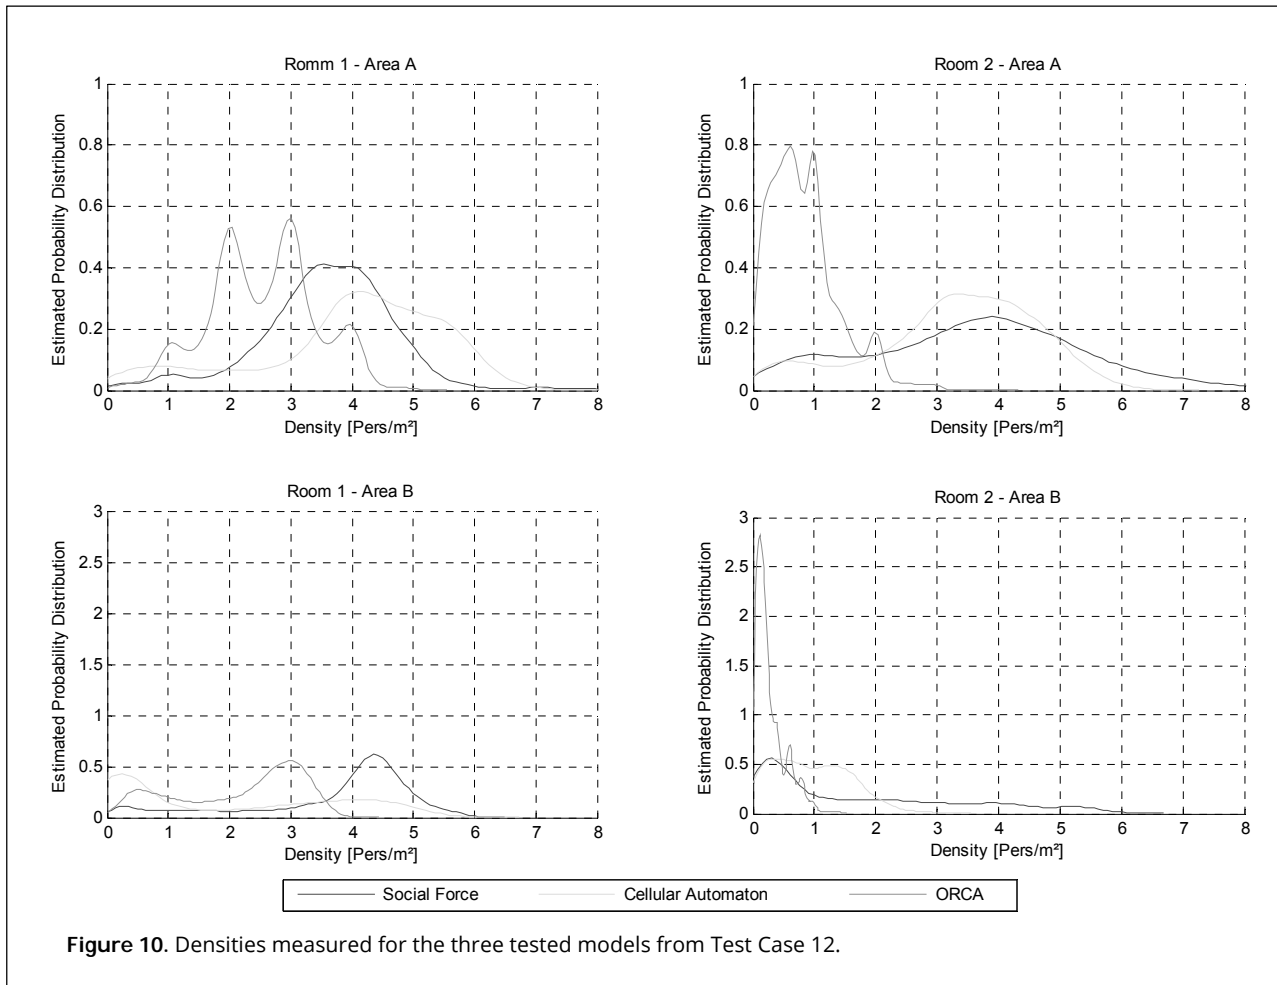 Romm 1 - Area A
1
0.8
0.6
0.4
0.2
0
0 1 2 3 4 5 6 7 8
Estimated Probability Distribution
Density [Pers/m²]
Room 2 - Area A
1
0.8
0.6
0.4
0.2
0
0 1 2 3 4 5 6 7 8
Estimated Probability Distribution
Density [Pers/m²]
Room 1 - Area B
3
2.5
2
1.5
1
0.5
0
0 1 2 3 4 5 6 7 8
Estimated Probability Distribution
Density [Pers/m²]
Room 2 - Area B
3
2.5
2
1.5
1
0.5
0
0 1 2 3 4 5 6 7 8
Estimated Probability Distribution
Density [Pers/m²]
Social Force Cellular Automaton ORCA
Figure 10. Densities measured for the three tested models from Test Case 12.